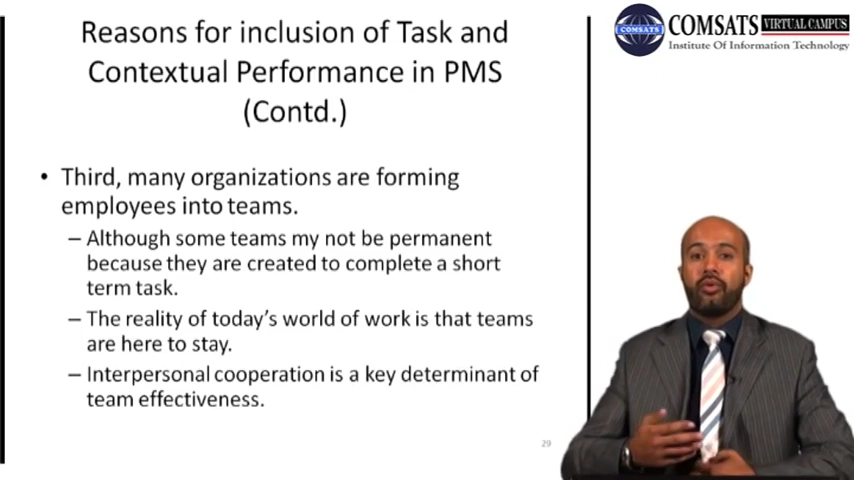 Reasons for inclusion of Task and
Contextual Performance in PMS
(Contd.)
COMSATS
COMSATS VIRTUAL CAMPUS
Institute Of Information Technology
• Third, many organizations are forming
employees into teams.
– Although some teams my not be permanent
because they are created to complete a short
term task.
– The reality of today's world of work is that teams
are here to stay.
– Interpersonal cooperation is a key determinant of
team effectiveness.
29